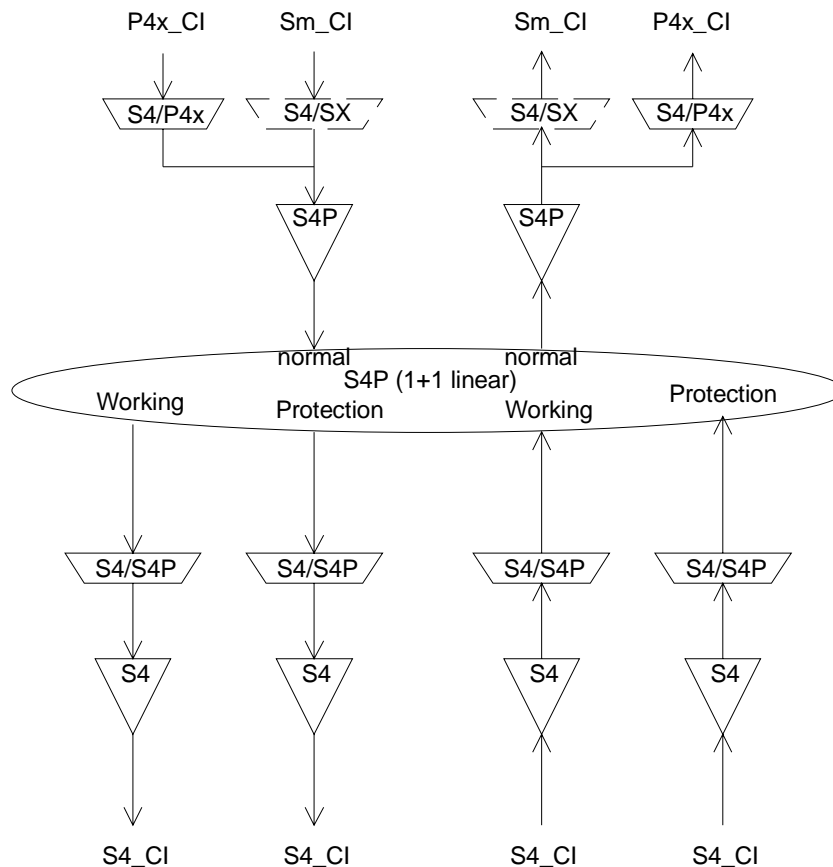 P4x_CI Sm_CI Sm_CI P4x_CI
S4/P4x S4/SX S4/SX S4/P4x
S4P S4P
normal normal
S4P (1+1 linear)
Working Protection Working Protection
S4/S4P S4/S4P S4/S4P S4/S4P
S4 S4 S4 S4
S4_CI S4_CI S4_CI S4_CI